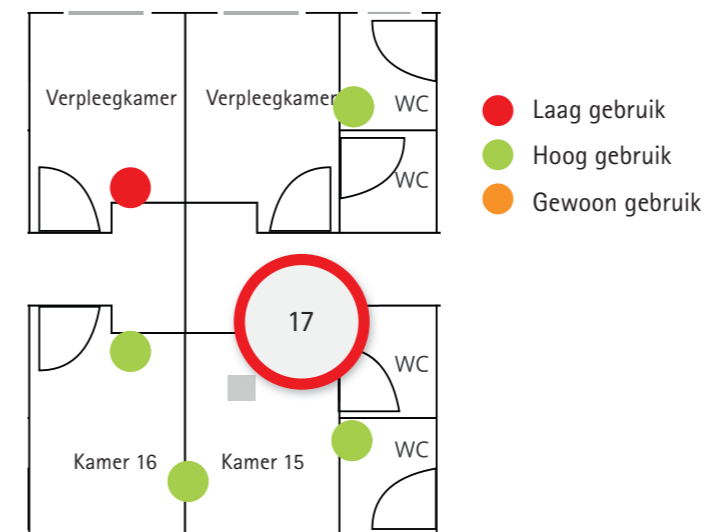 Verpleegkamer
Verpleegkamer
WC
WC
Laag gebruik
Hoog gebruik
Gewoon gebruik
17
WC
Kamer 16
Kamer 15
WC